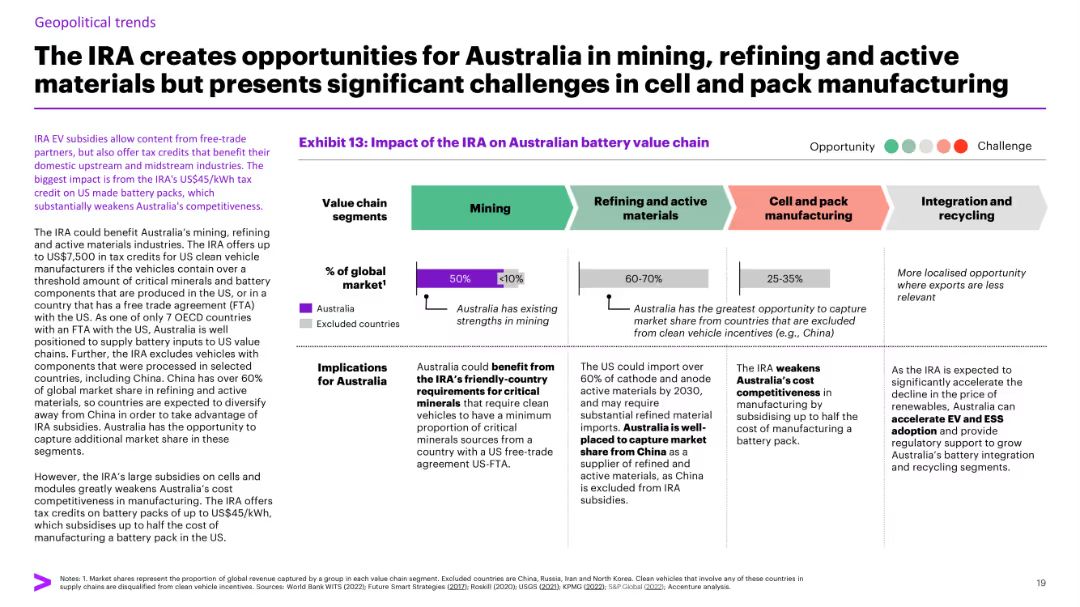 Geopolitical trends
The IRA creates opportunities for Australia in mining, refining and active
materials but presents significant challenges in cell and pack manufacturing
IRA EV subsidies allow content from free-trade
partners, but also offer tax credits that benefit their
domestic upstream and midstream industries. The
biggest impact is from the IRA's US$45/kWh tax
credit on US made battery packs, which
substantially weakens Australia's competitiveness.
The IRA could benefit Australia's mining, refining
and active materials industries. The IRA offers up
to US$7,500 in tax credits for US clean vehicle
manufacturers if the vehicles contain over a
threshold amount of critical minerals and battery
components that are produced in the US, or in a
country that has a free trade agreement (FTA)
with the US. As one of only 7 OECD countries
with an FTA with the US, Australia is well
positioned to supply battery inputs to US value
chains. Further, the IRA excludes vehicles with
components that were processed in selected
countries, including China. China has over 60%
of global market share in refining and active
materials, so countries are expected to diversify
away from China in order to take advantage of
IRA subsidies. Australia has the opportunity to
capture additional market share in these
segments.
However, the IRA's large subsidies on cells and
modules greatly weakens Australia's cost
competitiveness in manufacturing. The IRA offers
tax credits on battery packs of up to US$45/kWh,
which subsidises up to half the cost of
manufacturing a battery pack in the US.
Exhibit 13: Impact of the IRA on Australian battery value chain
Opportunity
Challenge
Value chain
segments
Mining
Refining and active
materials
Cell and pack
manufacturing
Integration and
recycling
% of global
market¹
Australia
Excluded countries
50%
<10%
Australia has existing
strengths in mining
60-70%
25-35%
Australia has the greatest opportunity to capture
market share from countries that are excluded
from clean vehicle incentives (e.g., China)
More localised opportunity
where exports are less
relevant
Implications
for Australia
Australia could benefit from
the IRA's friendly-country
requirements for critical
minerals that require clean
vehicles to have a minimum
proportion of critical
minerals sources from a
country with a US free-trade
agreement US-FTA.
The US could import over
60% of cathode and anode
active materials by 2030,
and may require
substantial refined material
imports. Australia is well-
placed to capture market
share from China as a
supplier of refined and
active materials, as China
is excluded from IRA
subsidies.
The IRA weakens
Australia's cost
competitiveness in
manufacturing by
subsidising up to half the
cost of manufacturing a
battery pack.
As the IRA is expected to
significantly accelerate the
decline in the price of
renewables, Australia can
accelerate EV and ESS
adoption and provide
regulatory support to grow
Australia's battery integration
and recycling segments.
Notes: 1. Market shares represent the proportion of global revenue captured by a group in each value chain segment. Excluded countries are China, Russia, Iran and North Korea. Clean vehicles that involve any of these countries in
supply chains are disqualified from clean vehicle incentives. Sources: World Bank WITS (2022); Future Smart Strategies (2017); Roskill (2020); USGS (2021); KPMG (2022); S&P Global (2022); Accenture analysis.
19